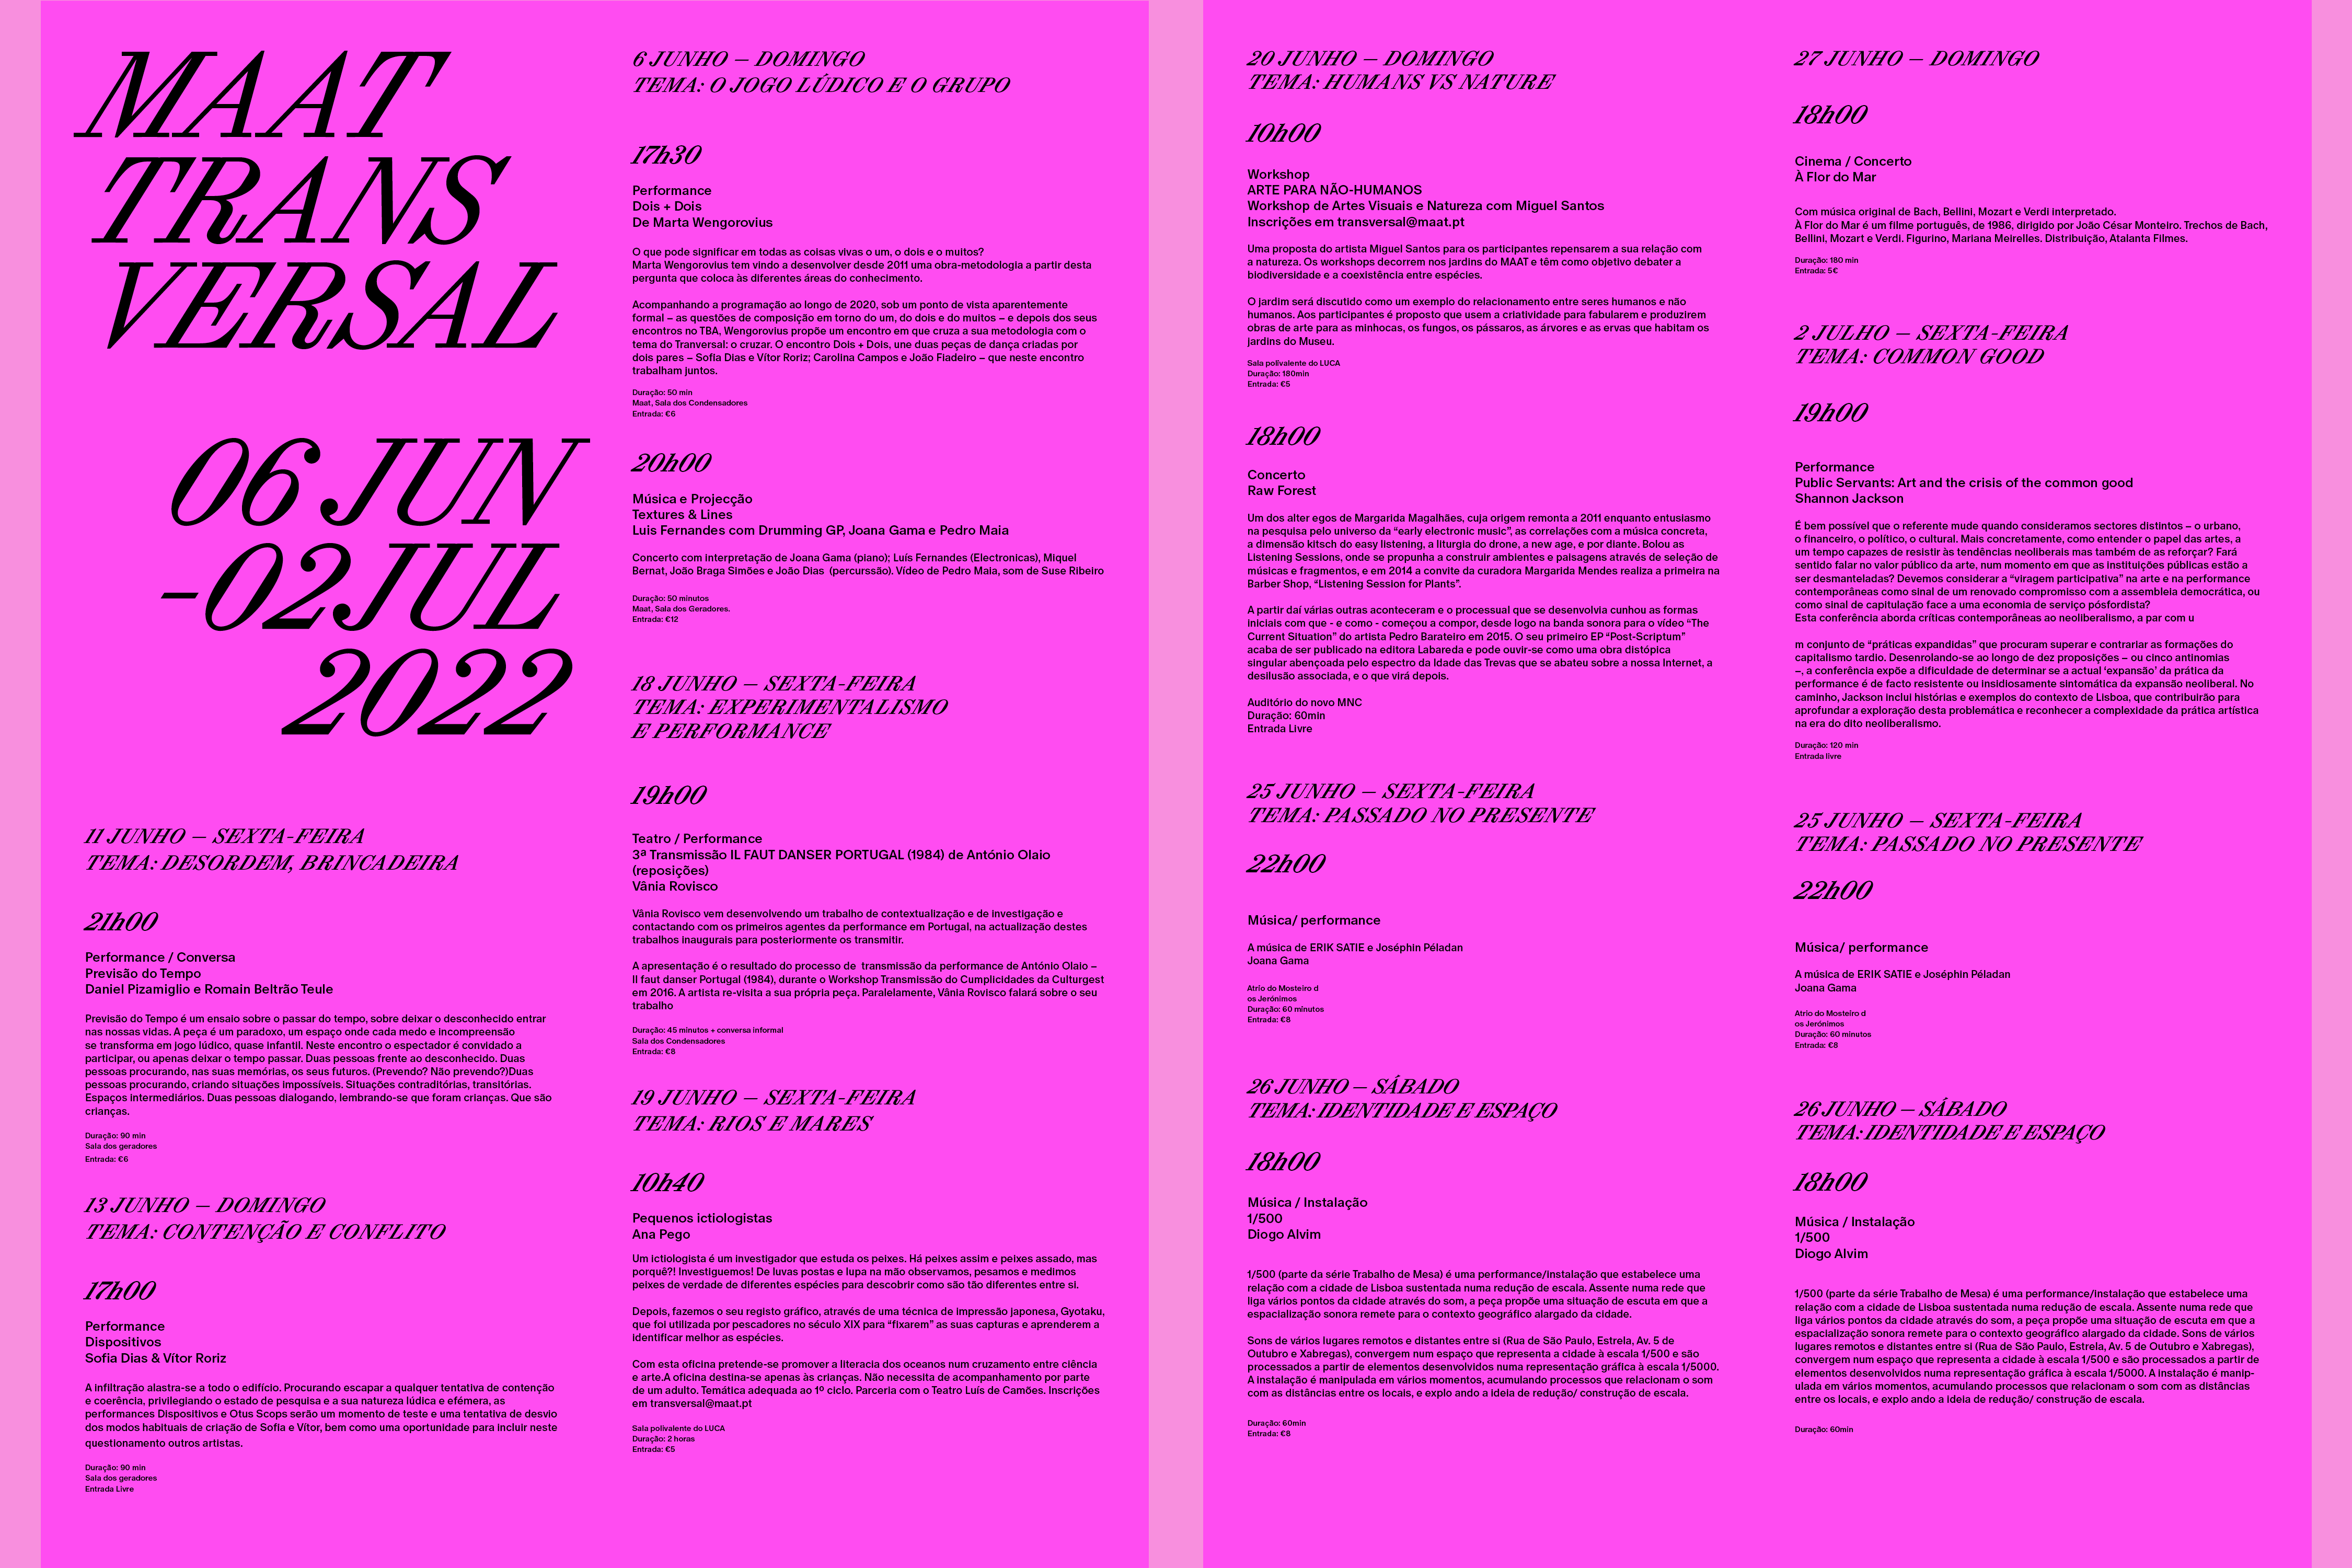 MAAT
TRANS
VERSAL
06 JUN
-02JUL
2022
11 JUNHO — SEXTA-FEIRA
TEMA: DESORDEM, BRINCADEIRA
21h00
Performance / Conversa
Previsão do Tempo
Daniel Pizamiglio e Romain Beltrão Teule
Previsão do Tempo é um ensaio sobre o passar do tempo, sobre deixar o desconhecido entrar
nas nossas vidas. A peça é um paradoxo, um espaço onde cada medo e incompreensão
se transforma em jogo lúdico, quase infantil. Neste encontro o espectador é convidado a
participar, ou apenas deixar o tempo passar. Duas pessoas frente ao desconhecido. Duas
pessoas procurando, nas suas memórias, os seus futuros. (Prevendo? Não prevendo?)Duas
pessoas procurando, criando situações impossíveis. Situações contraditórias, transitórias.
Espaços intermediários. Duas pessoas dialogando, lembrando-se que foram crianças. Que são
crianças.
Duração: 90 min
Sala dos geradores
Entrada: €6
13 JUNHO — DOMINGO
TEMA: CONTENÇÃO E CONFLITO
17h00
Performance
Dispositivos
Sofia Dias & Vítor Roriz
A infiltração alastra-se a todo o edifício. Procurando escapar a qualquer tentativa de contenção
e coerência, privilegiando o estado de pesquisa e a sua natureza lúdica e efémera, as
performances Dispositivos e Otus Scops serão um momento de teste e uma tentativa de desvio
dos modos habituais de criação de Sofia e Vítor, bem como uma oportunidade para incluir neste
questionamento outros artistas.
Duração: 90 min
Sala dos geradores
Entrada Livre
6 JUNHO — DOMINGO
TEMA: O JOGO LÚDICO E O GRUPO
17h30
Performance
Dois + Dois
De Marta Wengorovius
O que pode significar em todas as coisas vivas o um, o dois e o muitos?
Marta Wengorovius tem vindo a desenvolver desde 2011 uma obra-metodologia a partir desta
pergunta que coloca às diferentes áreas do conhecimento.
Acompanhando a programação ao longo de 2020, sob um ponto de vista aparentemente
formal – as questões de composição em torno do um, do dois e do muitos – e depois dos seus
encontros no TBA, Wengorovius propõe um encontro em que cruza a sua metodologia com o
tema do Tranversal: o cruzar. O encontro Dois + Dois, une duas peças de dança criadas por
dois pares – Sofia Dias e Vítor Roriz; Carolina Campos e João Fiadeiro – que neste encontro
trabalham juntos.
Duração: 50 min
Maat, Sala dos Condensadores
Entrada: €6
20h00
Música e Projecção
Textures & Lines
Luis Fernandes com Drumming GP, Joana Gama e Pedro Maia
Concerto com interpretação de Joana Gama (piano); Luís Fernandes (Electronicas), Miquel
Bernat, João Braga Simões e João Dias  (percurssão). Vídeo de Pedro Maia, som de Suse Ribeiro
Duração: 50 minutos
Maat, Sala dos Geradores.
Entrada: €12
18 JUNHO — SEXTA-FEIRA
TEMA: EXPERIMENTALISMO
E PERFORMANCE
19h00
Teatro / Performance
3ª Transmissão IL FAUT DANSER PORTUGAL (1984) de António Olaio
(reposições)
Vânia Rovisco
Vânia Rovisco vem desenvolvendo um trabalho de contextualização e de investigação e
contactando com os primeiros agentes da performance em Portugal, na actualização destes
trabalhos inaugurais para posteriormente os transmitir.
A apresentação é o resultado do processo de  transmissão da performance de António Olaio –
Il faut danser Portugal (1984), durante o Workshop Transmissão do Cumplicidades da Culturgest
em 2016. A artista re-visita a sua própria peça. Paralelamente, Vânia Rovisco falará sobre o seu
trabalho
Duração: 45 minutos + conversa informal
Sala dos Condensadores
Entrada: €8
19 JUNHO — SEXTA-FEIRA
TEMA: RIOS E MARES
10h40
Pequenos ictiologistas
Ana Pego
Um ictiologista é um investigador que estuda os peixes. Há peixes assim e peixes assado, mas
porquê?! Investiguemos! De luvas postas e lupa na mão observamos, pesamos e medimos
peixes de verdade de diferentes espécies para descobrir como são tão diferentes entre si.
Depois, fazemos o seu registo gráfico, através de uma técnica de impressão japonesa, Gyotaku,
que foi utilizada por pescadores no século XIX para “fixarem” as suas capturas e aprenderem a
identificar melhor as espécies.
Com esta oficina pretende-se promover a literacia dos oceanos num cruzamento entre ciência
e arte.A oficina destina-se apenas às crianças. Não necessita de acompanhamento por parte
de um adulto. Temática adequada ao 1º ciclo. Parceria com o Teatro Luís de Camões. Inscrições
em transversal@maat.pt
Sala polivalente do LUCA
Duração: 2 horas
Entrada: €5
20 JUNHO — DOMINGO
TEMA: HUMANS VS NATURE
10h00
Workshop
ARTE PARA NÃO-HUMANOS
Workshop de Artes Visuais e Natureza com Miguel Santos
Inscrições em transversal@maat.pt
Uma proposta do artista Miguel Santos para os participantes repensarem a sua relação com
a natureza. Os workshops decorrem nos jardins do MAAT e têm como objetivo debater a
biodiversidade e a coexistência entre espécies.
O jardim será discutido como um exemplo do relacionamento entre seres humanos e não
humanos. Aos participantes é proposto que usem a criatividade para fabularem e produzirem
obras de arte para as minhocas, os fungos, os pássaros, as árvores e as ervas que habitam os
jardins do Museu.
Sala polivalente do LUCA
Duração: 180min
Entrada: €5
18h00
Concerto
Raw Forest
Um dos alter egos de Margarida Magalhães, cuja origem remonta a 2011 enquanto entusiasmo
na pesquisa pelo universo da “early electronic music”, as correlações com a música concreta,
a dimensão kitsch do easy listening, a liturgia do drone, a new age, e por diante. Bolou as
Listening Sessions, onde se propunha a construir ambientes e paisagens através de seleção de
músicas e fragmentos, e em 2014 a convite da curadora Margarida Mendes realiza a primeira na
Barber Shop, “Listening Session for Plants”.
A partir daí várias outras aconteceram e o processual que se desenvolvia cunhou as formas
iniciais com que - e como - começou a compor, desde logo na banda sonora para o vídeo “The
Current Situation” do artista Pedro Barateiro em 2015. O seu primeiro EP “Post-Scriptum”
acaba de ser publicado na editora Labareda e pode ouvir-se como uma obra distópica
singular abençoada pelo espectro da Idade das Trevas que se abateu sobre a nossa Internet, a
desilusão associada, e o que virá depois.
Auditório do novo MNC
Duração: 60min
Entrada Livre
25 JUNHO — SEXTA-FEIRA
TEMA: PASSADO NO PRESENTE
22h00
Música/ performance
A música de ERIK SATIE e Joséphin Péladan
Joana Gama
Atrio do Mosteiro d
os Jerónimos
Duração: 60 minutos
Entrada: €8
26 JUNHO — SÁBADO
TEMA: IDENTIDADE E ESPAÇO
18h00
Música / Instalação
1/500
Diogo Alvim
1/500 (parte da série Trabalho de Mesa) é uma performance/instalação que estabelece uma
relação com a cidade de Lisboa sustentada numa redução de escala. Assente numa rede que
liga vários pontos da cidade através do som, a peça propõe uma situação de escuta em que a
espacialização sonora remete para o contexto geográfico alargado da cidade.
Sons de vários lugares remotos e distantes entre si (Rua de São Paulo, Estrela, Av. 5 de
Outubro e Xabregas), convergem num espaço que representa a cidade à escala 1/500 e são
processados a partir de elementos desenvolvidos numa representação gráfica à escala 1/5000.
A instalação é manipulada em vários momentos, acumulando processos que relacionam o som
com as distâncias entre os locais, e explo ando a ideia de redução/ construção de escala.
Duração: 60min
Entrada: €8
27 JUNHO — DOMINGO
18h00
Cinema / Concerto
À Flor do Mar
Com música original de Bach, Bellini, Mozart e Verdi interpretado.
À Flor do Mar é um filme português, de 1986, dirigido por João César Monteiro. Trechos de Bach,
Bellini, Mozart e Verdi. Figurino, Mariana Meirelles. Distribuição, Atalanta Filmes.
Duração: 180 min
Entrada: 5€
2 JULHO — SEXTA-FEIRA
TEMA: COMMON GOOD
19h00
Performance
Public Servants: Art and the crisis of the common good
Shannon Jackson
É bem possível que o referente mude quando consideramos sectores distintos – o urbano,
o financeiro, o político, o cultural. Mais concretamente, como entender o papel das artes, a
um tempo capazes de resistir às tendências neoliberais mas também de as reforçar? Fará
sentido falar no valor público da arte, num momento em que as instituições públicas estão a
ser desmanteladas? Devemos considerar a “viragem participativa” na arte e na performance
contemporâneas como sinal de um renovado compromisso com a assembleia democrática, ou
como sinal de capitulação face a uma economia de serviço pósfordista?
Esta conferência aborda críticas contemporâneas ao neoliberalismo, a par com u
m conjunto de “práticas expandidas” que procuram superar e contrariar as formações do
capitalismo tardio. Desenrolando-se ao longo de dez proposições – ou cinco antinomias
–, a conferência expõe a dificuldade de determinar se a actual ‘expansão’ da prática da
performance é de facto resistente ou insidiosamente sintomática da expansão neoliberal. No
caminho, Jackson inclui histórias e exemplos do contexto de Lisboa, que contribuirão para
aprofundar a exploração desta problemática e reconhecer a complexidade da prática artística
na era do dito neoliberalismo.
Duração: 120 min
Entrada livre
25 JUNHO — SEXTA-FEIRA
TEMA: PASSADO NO PRESENTE
22h00
Música/ performance
A música de ERIK SATIE e Joséphin Péladan
Joana Gama
Atrio do Mosteiro d
os Jerónimos
Duração: 60 minutos
Entrada: €8
26 JUNHO — SÁBADO
TEMA: IDENTIDADE E ESPAÇO
18h00
Música / Instalação
1/500
Diogo Alvim
1/500 (parte da série Trabalho de Mesa) é uma performance/instalação que estabelece uma
relação com a cidade de Lisboa sustentada numa redução de escala. Assente numa rede que
liga vários pontos da cidade através do som, a peça propõe uma situação de escuta em que a
espacialização sonora remete para o contexto geográfico alargado da cidade. Sons de vários
lugares remotos e distantes entre si (Rua de São Paulo, Estrela, Av. 5 de Outubro e Xabregas),
convergem num espaço que representa a cidade à escala 1/500 e são processados a partir de
elementos desenvolvidos numa representação gráfica à escala 1/5000. A instalação é manip-
ulada em vários momentos, acumulando processos que relacionam o som com as distâncias
entre os locais, e explo ando a ideia de redução/ construção de escala.
Duração: 60min